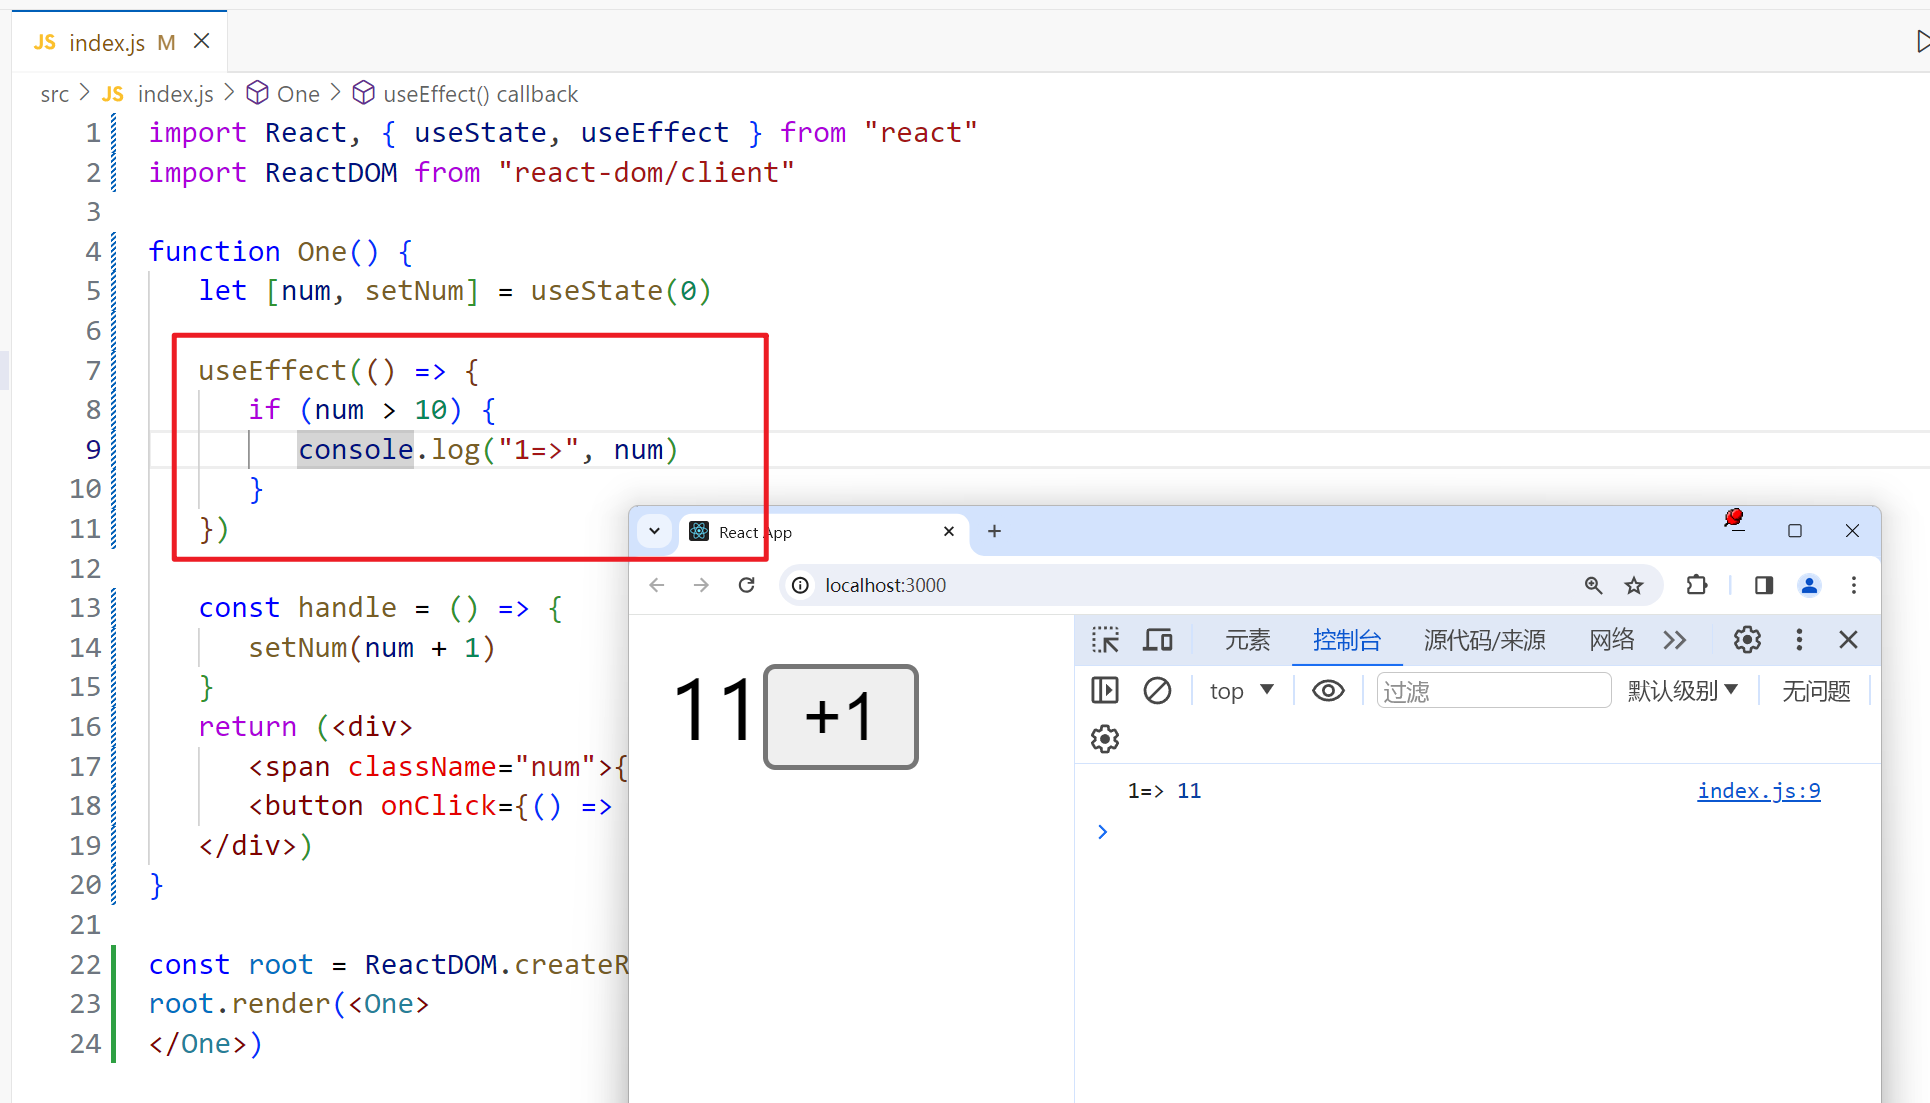 JS index.js M
src > JS index.js > One > useEffect() callback
1 import React, { useState, useEffect } from "react"
2 import ReactDOM from "react-dom/client"
3
4 function One() {
5 let [num, setNum] = useState(0)
6
7 useEffect(() => {
8 if (num > 10) {
9 console.log("1=>", num)
10 }
11 })
12
13 const handle = () => {
14 setNum(num + 1)
15 }
16 return (<div>
17 <span className="num">{
18 <button onClick={() =>
19 </div>)
20 }
21
22 const root = ReactDOM.createR
23 root.render(<One>
24 </One>)
React App
localhost:3000
11 +1
元素 控制台 源代码/来源 网络
top 过滤 默认级别 无问题
1=> 11 index.js:9